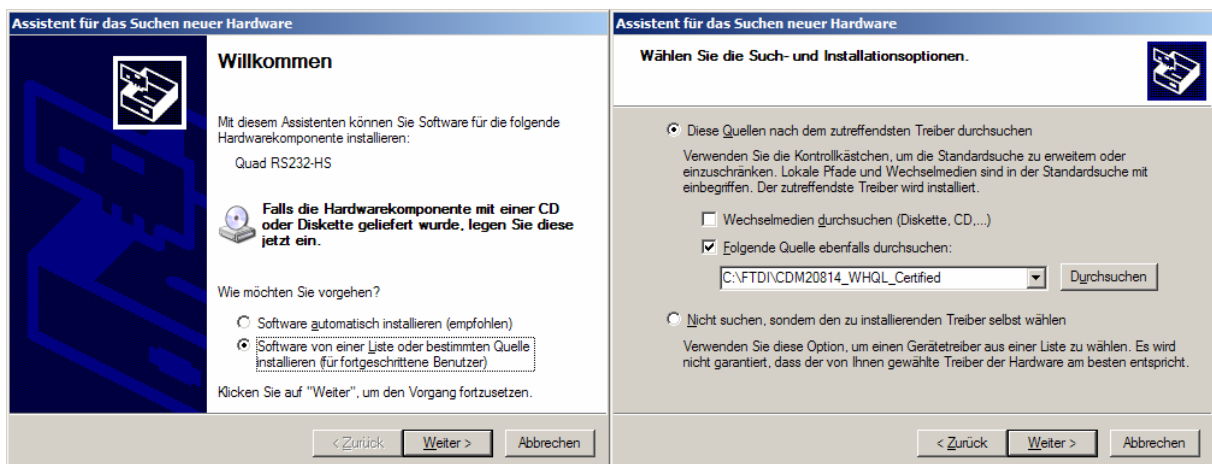 Assistent für das Suchen neuer Hardware
Willkommen
Mit diesem Assistenten können Sie Software für die folgende
Hardwarekomponente installieren:
Quad RS232-HS
Falls die Hardwarekomponente mit einer CD
oder Diskette geliefert wurde, legen Sie diese
jetzt ein.
Wie möchten Sie vorgehen?
Software automatisch installieren (empfohlen)
Software von einer Liste oder bestimmten Quelle
installieren (für fortgeschrittene Benutzer)
Klicken Sie auf "Weiter", um den Vorgang fortzusetzen.
< Zurück
Weiter >
Abbrechen
Assistent für das Suchen neuer Hardware
Wählen Sie die Such- und Installationsoptionen.
Diese Quellen nach dem zutreffendsten Treiber durchsuchen
Verwenden Sie die Kontrollkästchen, um die Standardsuche zu erweitern oder
einzuschränken. Lokale Pfade und Wechselmedien sind in der Standardsuche mit
einbegriffen. Der zutreffendste Treiber wird installiert.
Wechselmedien durchsuchen (Diskette, CD,...)
Folgende Quelle ebenfalls durchsuchen:
C:\FTDI\CDM20814_WHQL_Certified
Durchsuchen
Nicht suchen, sondern den zu installierenden Treiber selbst wählen
Verwenden Sie diese Option, um einen Gerätetreiber aus einer Liste zu wählen. Es wird
nicht garantiert, dass der von Ihnen gewählte Treiber der Hardware am besten entspricht.
< Zurück
Weiter >
Abbrechen